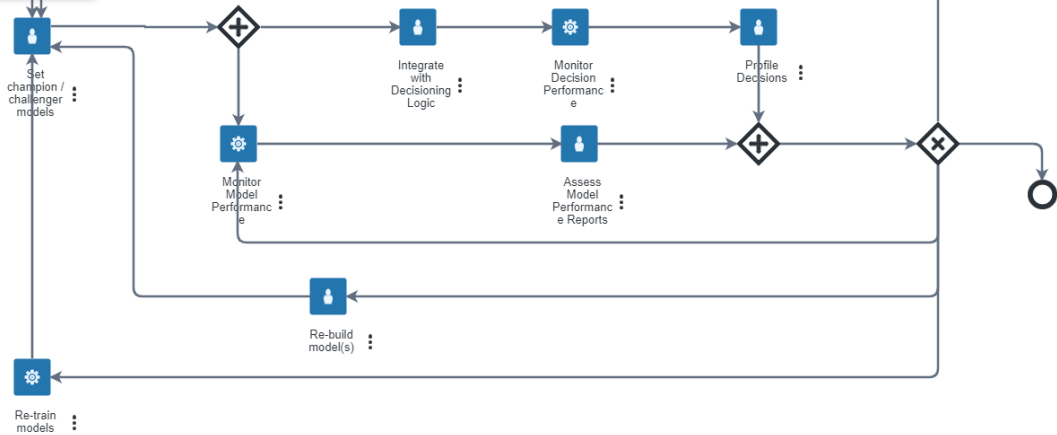 Set
champion /
challenger
models
Integrate
with
Decisioning
Logic
Monitor
Decision
Performanc
e
Profile
Decisions
Monitor
Model
Performanc
e
Assess
Model
Performanc
e Reports
Re-build
model(s)
Re-train
models